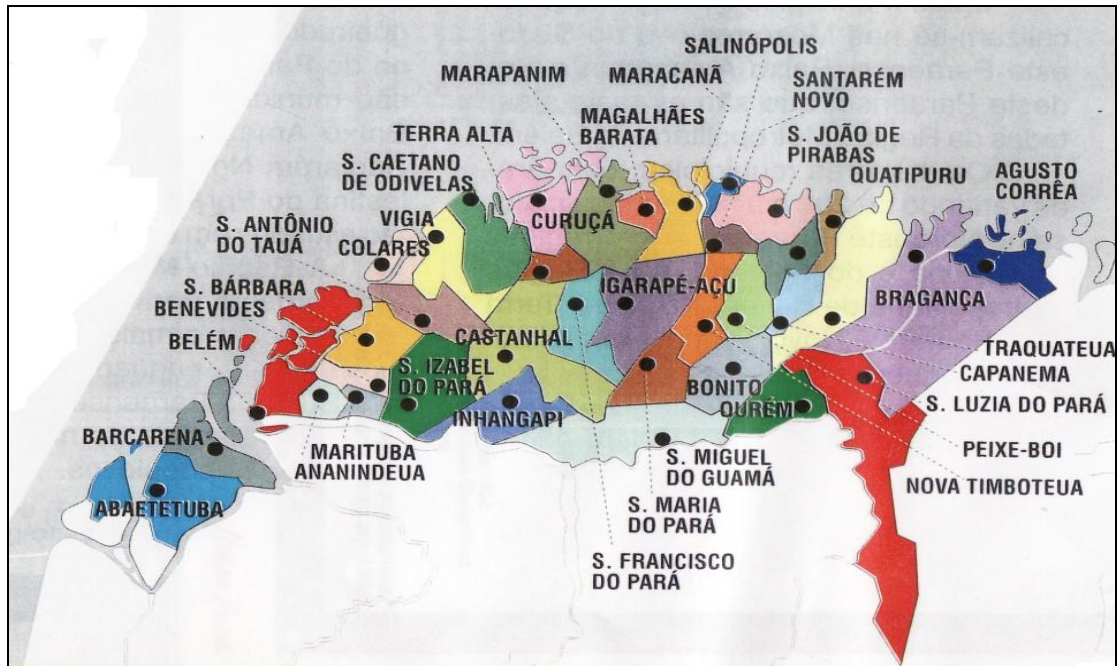 SALINÓPOLIS
MARAPANIM
MARACANÃ
SANTARÉM
NOVO
MAGALHÃES
BARATA
TERRA ALTA
S. JOÃO DE
PIRABAS
S. CAETANO
DE ODIVELAS
QUATIPURU
AGUSTO
CORRÊA
S. ANTÔNIO
DO TAUÁ
VIGIA
CURUÇÁ
COLARES
S. BÁRBARA
IGARAPÉ-AÇU
BRAGANÇA
BENEVIDES
BELÉM
CASTANHAL
TRAQUATEUA
S. IZABEL
DO PARÁ
CAPANEMA
BONITO
INHANGAPI
OURÉM
S. LUZIA DO PARÁ
BARCARENA
MARITUBA
ANANINDEUA
PEIXE-BOI
S. MIGUEL
DO GUAMÁ
NOVA TIMBOTEUA
ABAETETUBA
S. MARIA
DO PARÁ
S. FRANCISCO
DO PARÁ